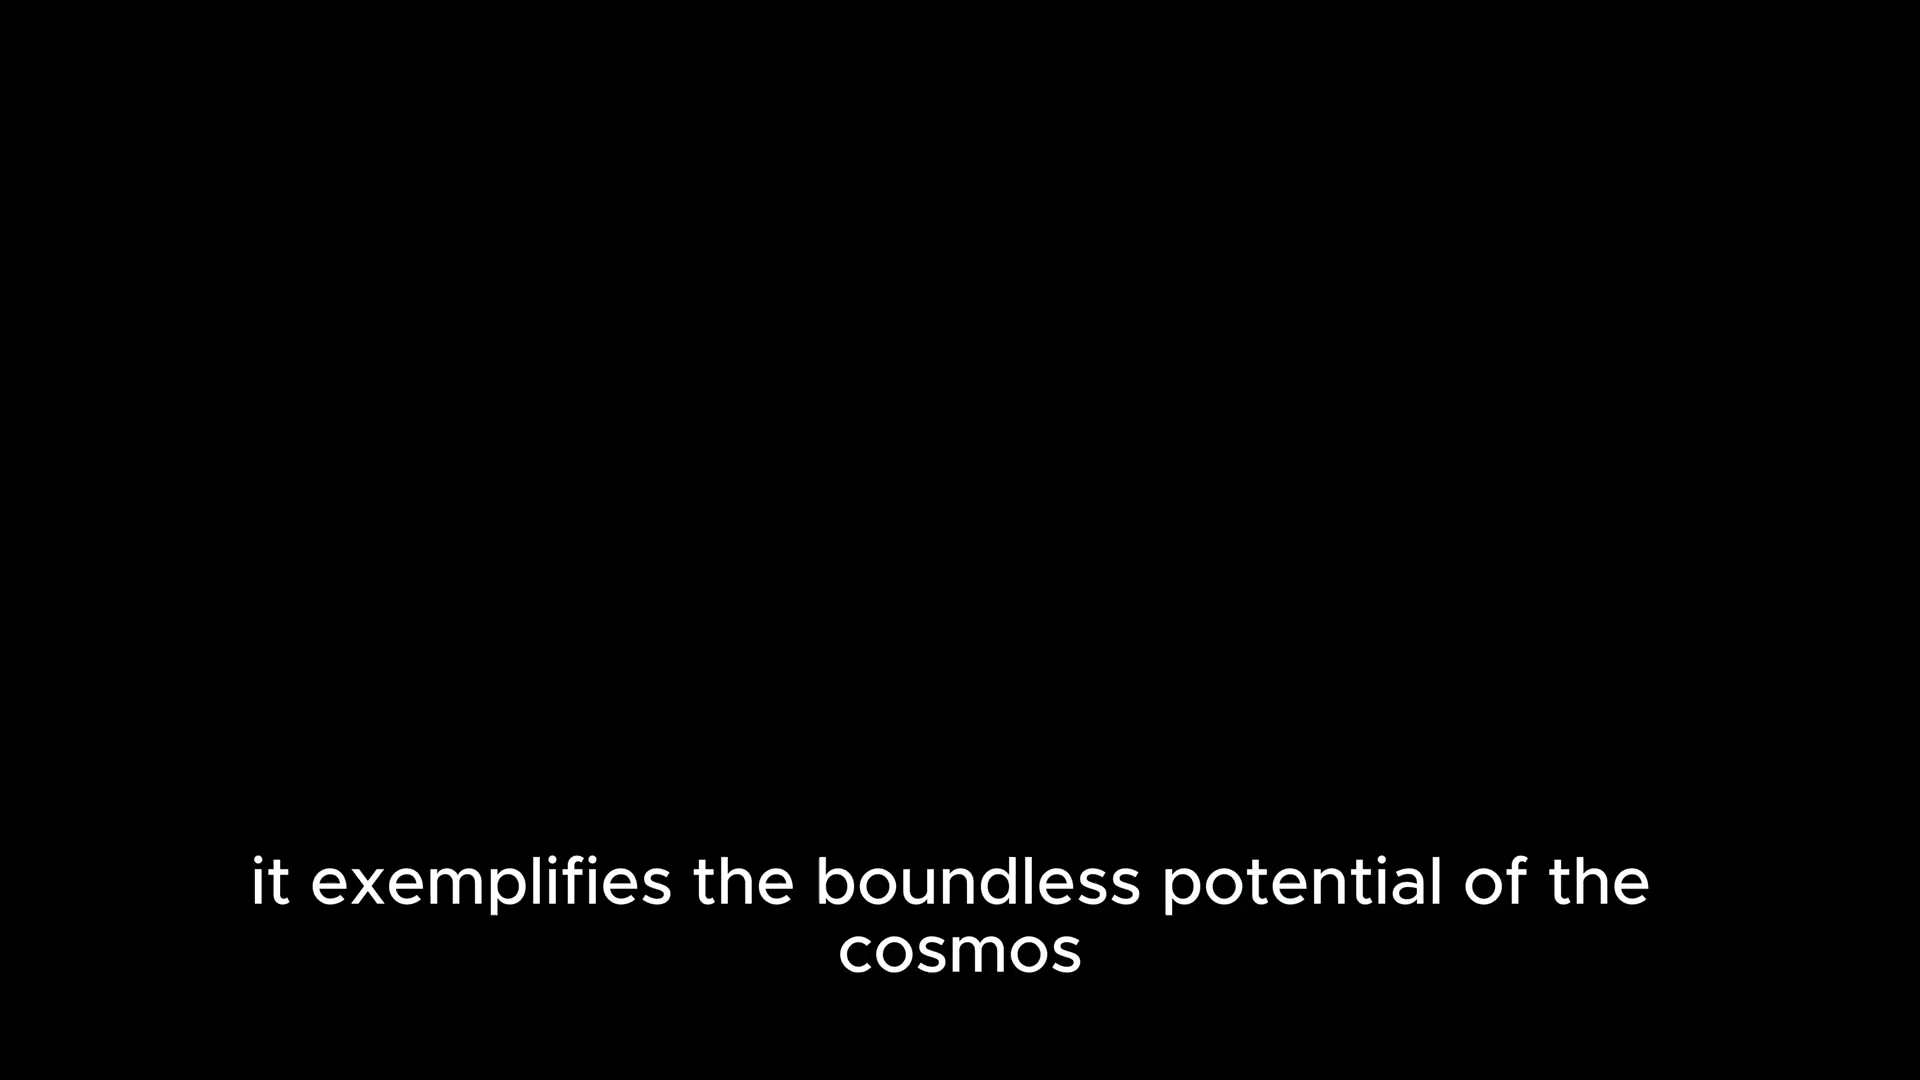 it exemplifies the boundless potential of the
cosmos